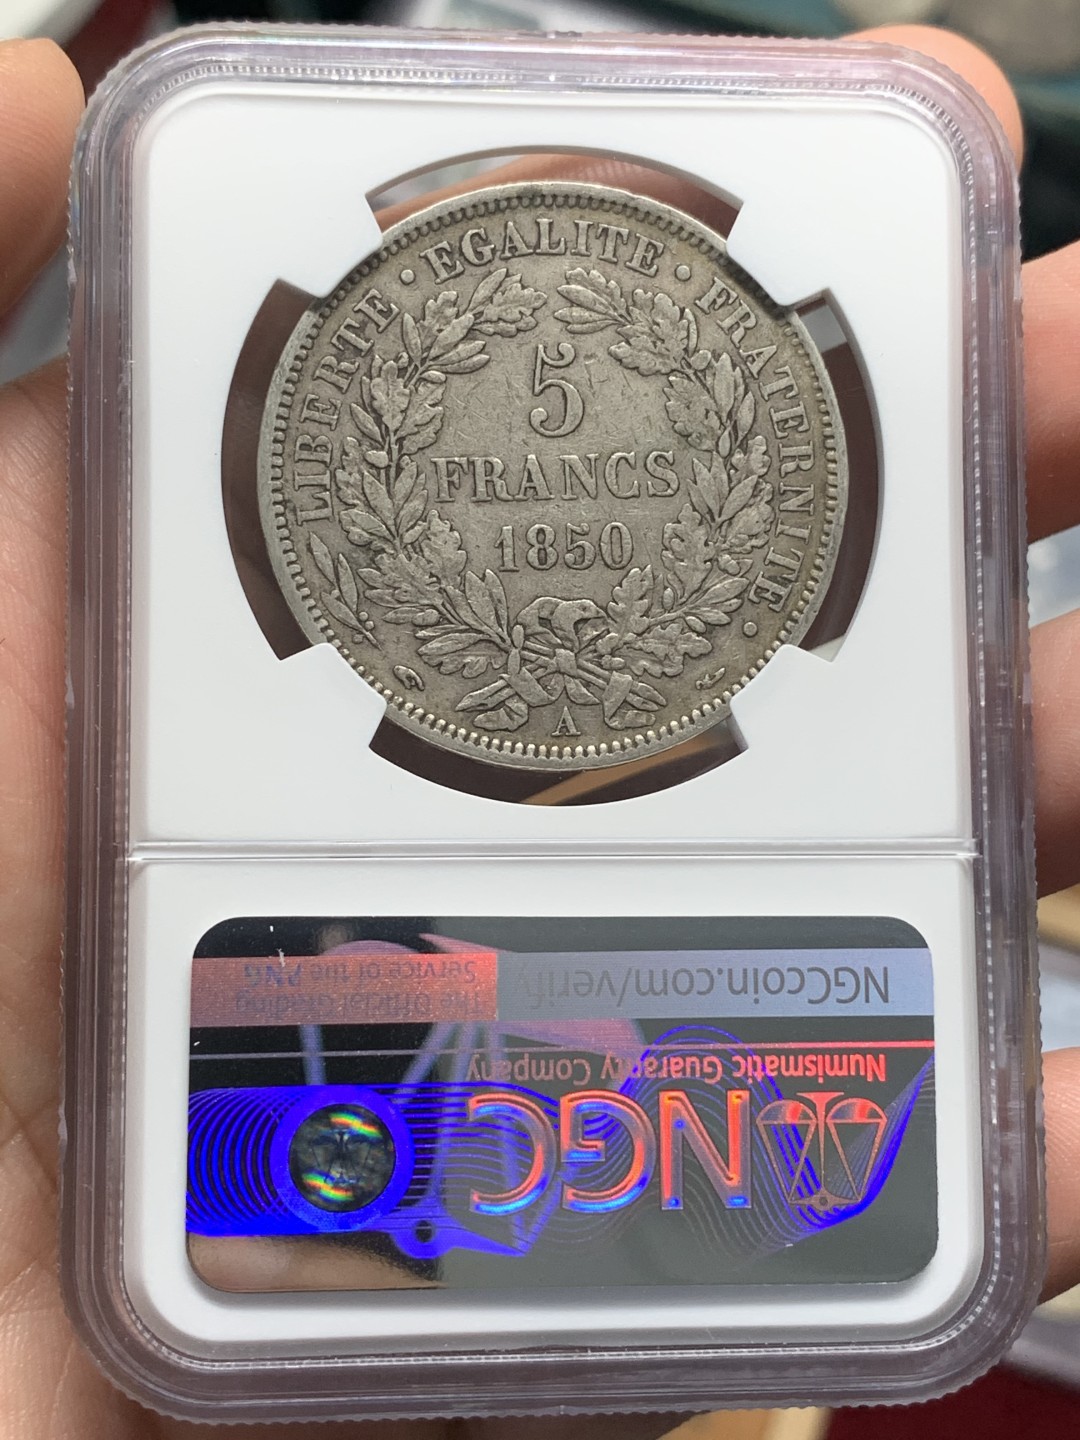 LIBERTE · EGALITE · FRATERNITE ·
5
FRANCS
1850
A
NGCcoin.com/verify
The Official Grading
Service of the PNG
Numismatic Guaranty Company
NGC